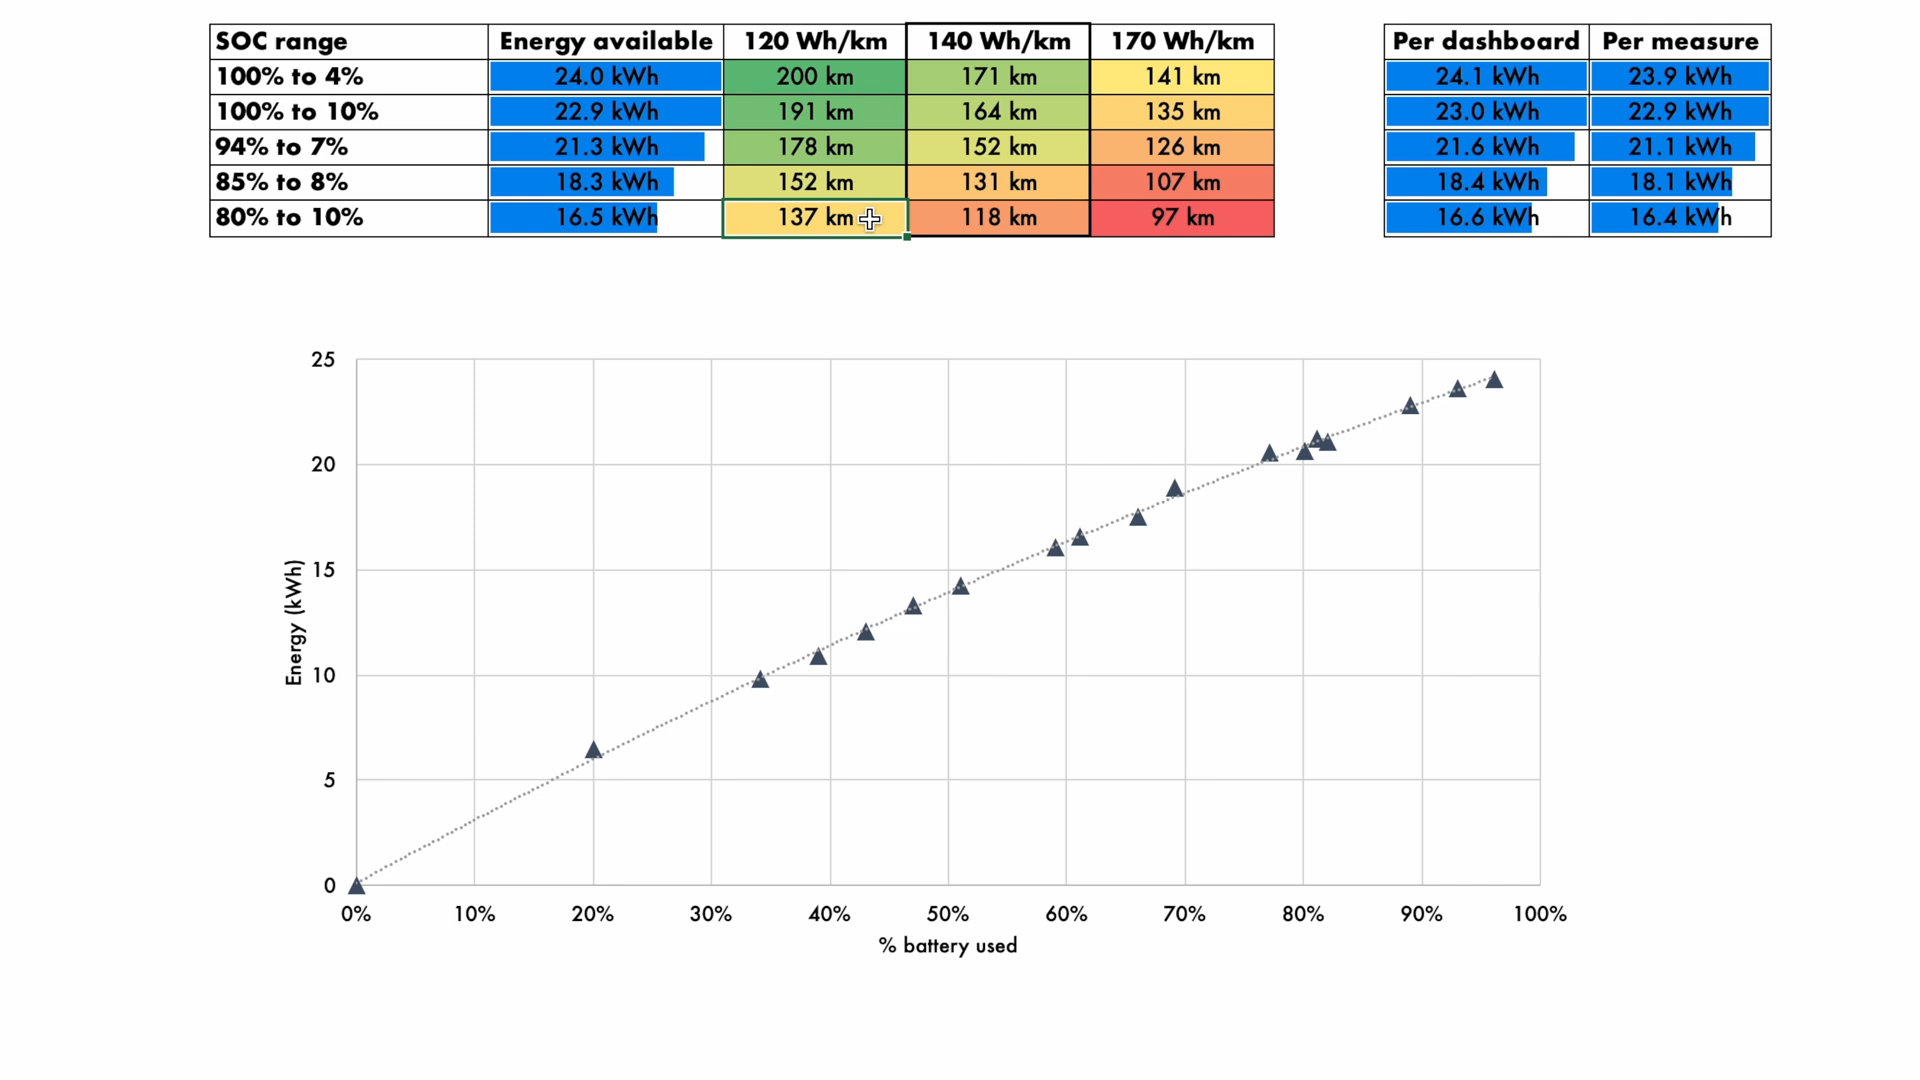 SOC range Energy available 120 Wh/km 140 Wh/km 170 Wh/km Per dashboard Per measure
100% to 4% 24.0 kWh 200 km 171 km 141 km 24.1 kWh 23.9 kWh
100% to 10% 22.9 kWh 191 km 164 km 135 km 23.0 kWh 22.9 kWh
94% to 7% 21.3 kWh 178 km 152 km 126 km 21.6 kWh 21.1 kWh
85% to 8% 18.3 kWh 152 km 131 km 107 km 18.4 kWh 18.1 kWh
80% to 10% 16.5 kWh 137 km 118 km 97 km 16.6 kWh 16.4 kWh
25
20
15
10
5
0
Energy (kWh)
0% 10% 20% 30% 40% 50% 60% 70% 80% 90% 100%
% battery used